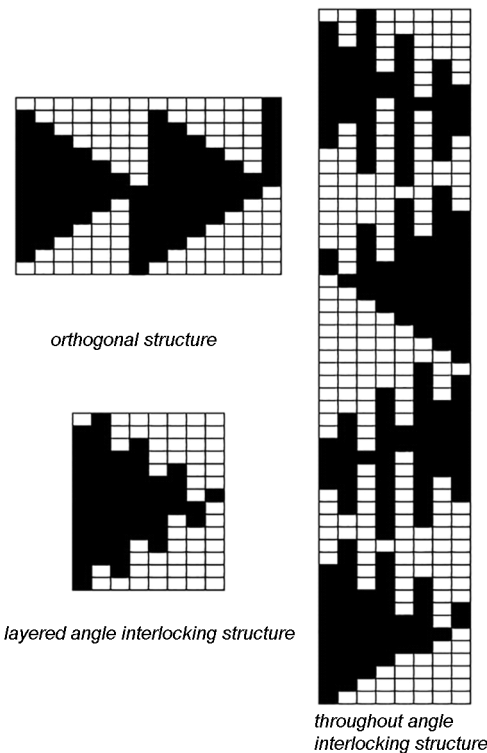 orthogonal structure
layered angle interlocking structure
throughout angle
interlocking structure